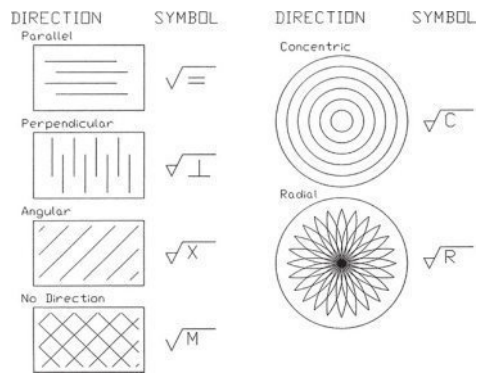 DIRECTION SYMBOL
Parallel
=
Perpendicular
⊥
Angular
X
No Direction
M
DIRECTION SYMBOL
Concentric
C
Radial
R